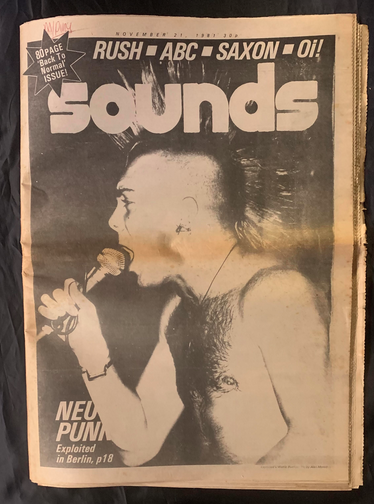 NOVEMBER 21, 1981 30p
RUSH ▪ ABC ▪ SAXON ▪ Oi!
80 PAGE
'Back To
Normal'
ISSUE!
sounds
NEU
PUNK
Exploited
in Berlin, p18